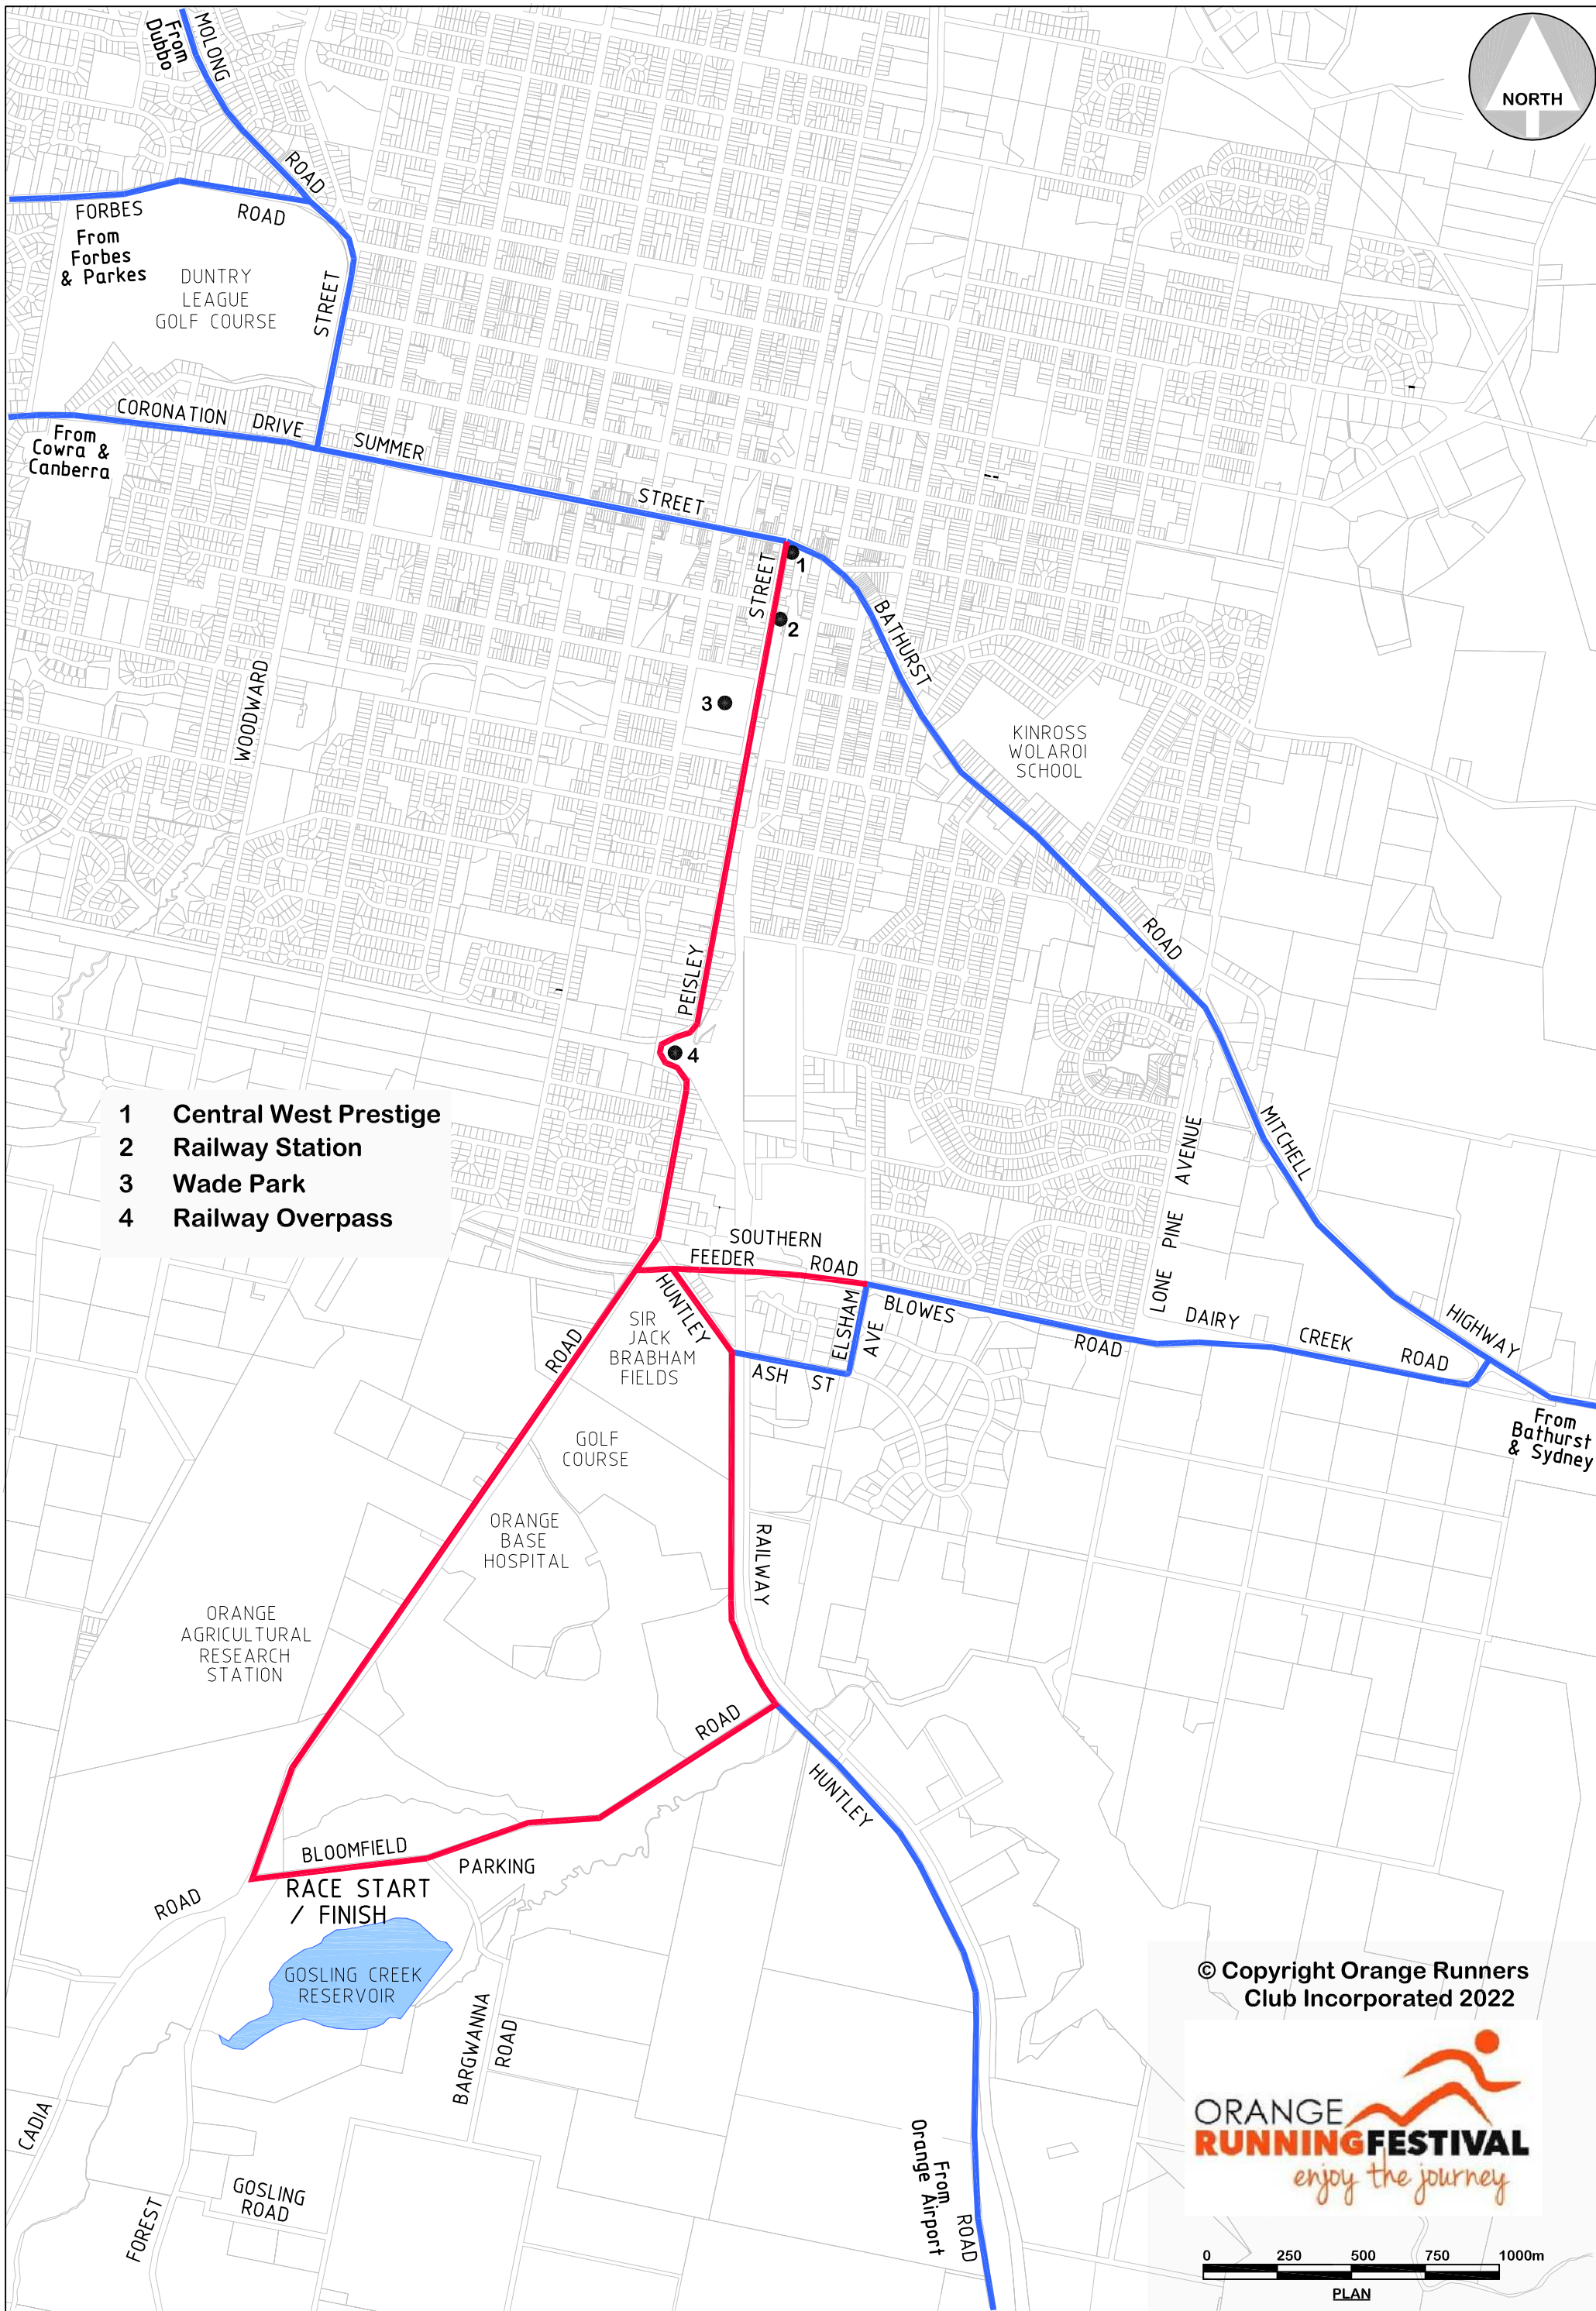 MOLONG
From
Dubbo
ROAD
NORTH
FORBES
ROAD
From
Forbes
& Parkes
DUNTRY
LEAGUE
GOLF COURSE
STREET
CORONATION DRIVE
From
Cowra &
Canberra
SUMMER
STREET
STREET
1
2
BATHURST
3
WOODWARD
KINROSS
WOLAROI
SCHOOL
ROAD
PEISLEY
4
1 Central West Prestige
2 Railway Station
3 Wade Park
4 Railway Overpass
MITCHELL
LONE PINE AVENUE
SOUTHERN
FEEDER ROAD
HUNTLEY
ELSHAM
AVE
BLOWES
ROAD
DAIRY CREEK ROAD
HIGHWAY
SIR
JACK
BRABHAM
FIELDS
ROAD
ASH ST
From
Bathurst
& Sydney
GOLF
COURSE
ORANGE
BASE
HOSPITAL
RAILWAY
ORANGE
AGRICULTURAL
RESEARCH
STATION
ROAD
HUNTLEY
BLOOMFIELD
PARKING
RACE START
/ FINISH
ROAD
GOSLING CREEK
RESERVOIR
BARGWANNA
ROAD
CADIA
GOSLING
ROAD
FOREST
From
Orange Airport
ROAD
© Copyright Orange Runners
Club Incorporated 2022
ORANGE
RUNNINGFESTIVAL
enjoy the journey
0 250 500 750 1000m
PLAN